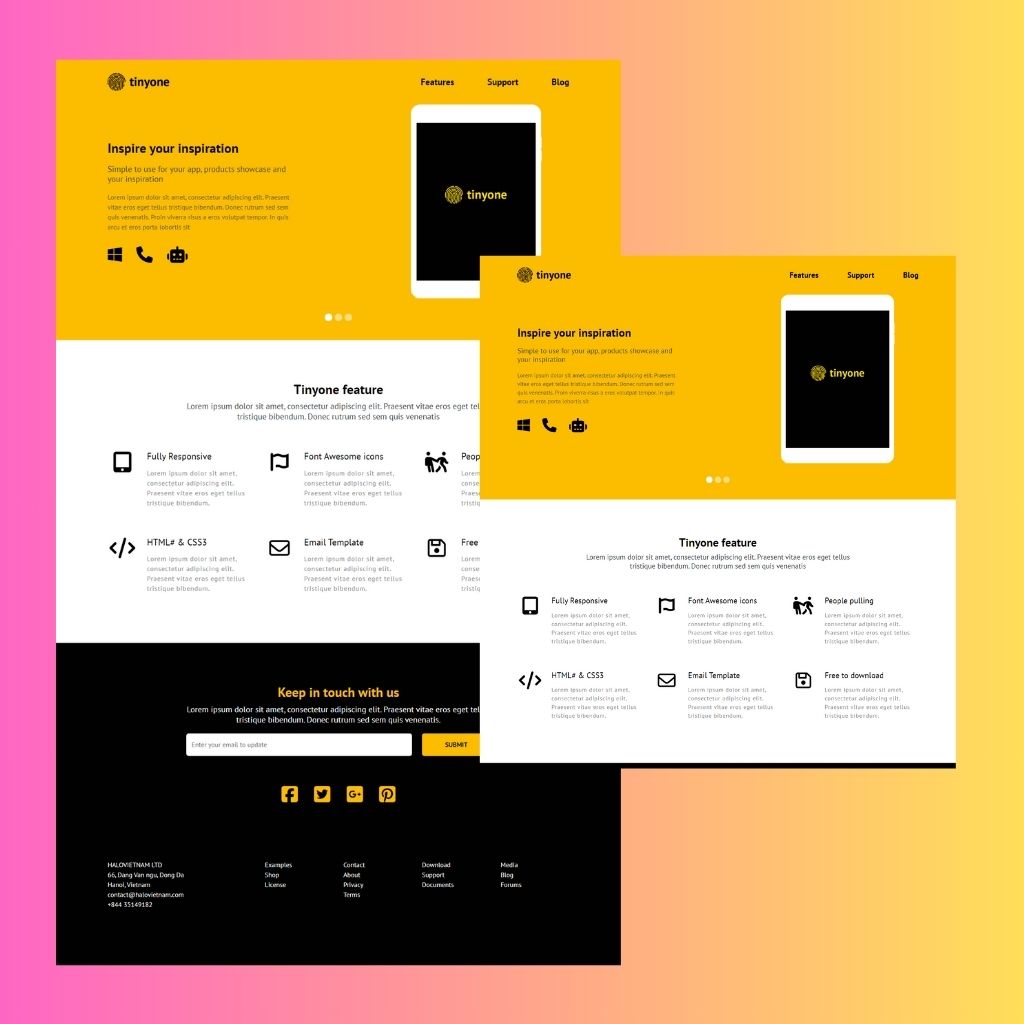 tinyone
Features Support Blog
Inspire your inspiration
Simple to use for your app, products showcase and
your inspiration
Lorem ipsum dolor sit amet, consectetur adipiscing elit. Praesent
vitae eros eget tellus tristique bibendum. Donec rutrum sed sem
quis venenatis. Proin viverra risus a eros volutpat tempor. In quis
arcu et eros porta lobortis sit
tinyone
Tinyone feature
Lorem ipsum dolor sit amet, consectetur adipiscing elit. Praesent vitae eros eget tel
tristique bibendum. Donec rutrum sed sem quis venenatis
Fully Responsive
Lorem ipsum dolor sit amet,
consectetur adipiscing elit.
Praesent vitae eros eget tellus
tristique bibendum.
Font Awesome icons
Lorem ipsum dolor sit amet,
consectetur adipiscing elit.
Praesent vitae eros eget tellus
tristique bibendum.
Peop
Lorem
consec
Praese
tristiq
HTML# & CSS3
Lorem ipsum dolor sit amet,
consectetur adipiscing elit.
Praesent vitae eros eget tellus
tristique bibendum.
Email Template
Lorem ipsum dolor sit amet,
consectetur adipiscing elit.
Praesent vitae eros eget tellus
tristique bibendum.
Free
Lorem
consec
Praese
tristiq
Keep in touch with us
Lorem ipsum dolor sit amet, consectetur adipiscing elit. Praesent vitae eros eget tel
tristique bibendum. Donec rutrum sed sem quis venenatis.
Enter your email to update
SUBMIT
HALOVIETNAM LTD
66, Dang Van ngu, Dong Da
Hanoi, Vietnam
contact@halovietnam.com
+844 35149182
Examples
Shop
License
Contact
About
Privacy
Terms
Download
Support
Documents
Media
Blog
Forums
tinyone
Features Support Blog
Inspire your inspiration
Simple to use for your app, products showcase and
your inspiration
Lorem ipsum dolor sit amet, consectetur adipiscing elit. Praesent
vitae eros eget tellus tristique bibendum. Donec rutrum sed sem
quis venenatis. Proin viverra risus a eros volutpat tempor. In quis
arcu et eros porta lobortis sit
tinyone
Tinyone feature
Lorem ipsum dolor sit amet, consectetur adipiscing elit. Praesent vitae eros eget tellus
tristique bibendum. Donec rutrum sed sem quis venenatis
Fully Responsive
Lorem ipsum dolor sit amet,
consectetur adipiscing elit.
Praesent vitae eros eget tellus
tristique bibendum.
Font Awesome icons
Lorem ipsum dolor sit amet,
consectetur adipiscing elit.
Praesent vitae eros eget tellus
tristique bibendum.
People pulling
Lorem ipsum dolor sit amet,
consectetur adipiscing elit.
Praesent vitae eros eget tellus
tristique bibendum.
HTML# & CSS3
Lorem ipsum dolor sit amet,
consectetur adipiscing elit.
Praesent vitae eros eget tellus
tristique bibendum.
Email Template
Lorem ipsum dolor sit amet,
consectetur adipiscing elit.
Praesent vitae eros eget tellus
tristique bibendum.
Free to download
Lorem ipsum dolor sit amet,
consectetur adipiscing elit.
Praesent vitae eros eget tellus
tristique bibendum.